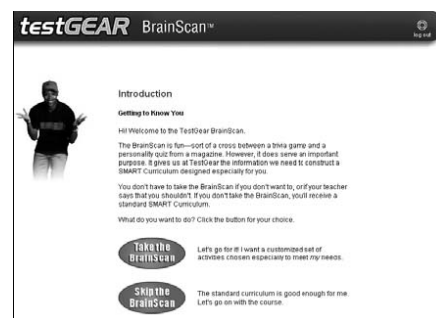 testGEAR BrainScan™
log out
Introduction
Getting to Know You
Hi! Welcome to the TestGear BrainScan.
The BrainScan is fun—sort of a cross between a trivia game and a
personality quiz from a magazine. However, it does serve an important
purpose. It gives us at TestGear the information we need to construct a
SMART Curriculum designed especially for you.
You don't have to take the BrainScan if you don't want to, or if your teacher
says that you shouldn't. If you don't take the BrainScan, you'll receive a
standard SMART Curriculum.
What do you want to do? Click the button for your choice.
Take the
BrainScan
Let's go for it! I want a customized set of
activities chosen especially to meet my needs.
Skip the
BrainScan
The standard curriculum is good enough for me.
Let's go on with the course.